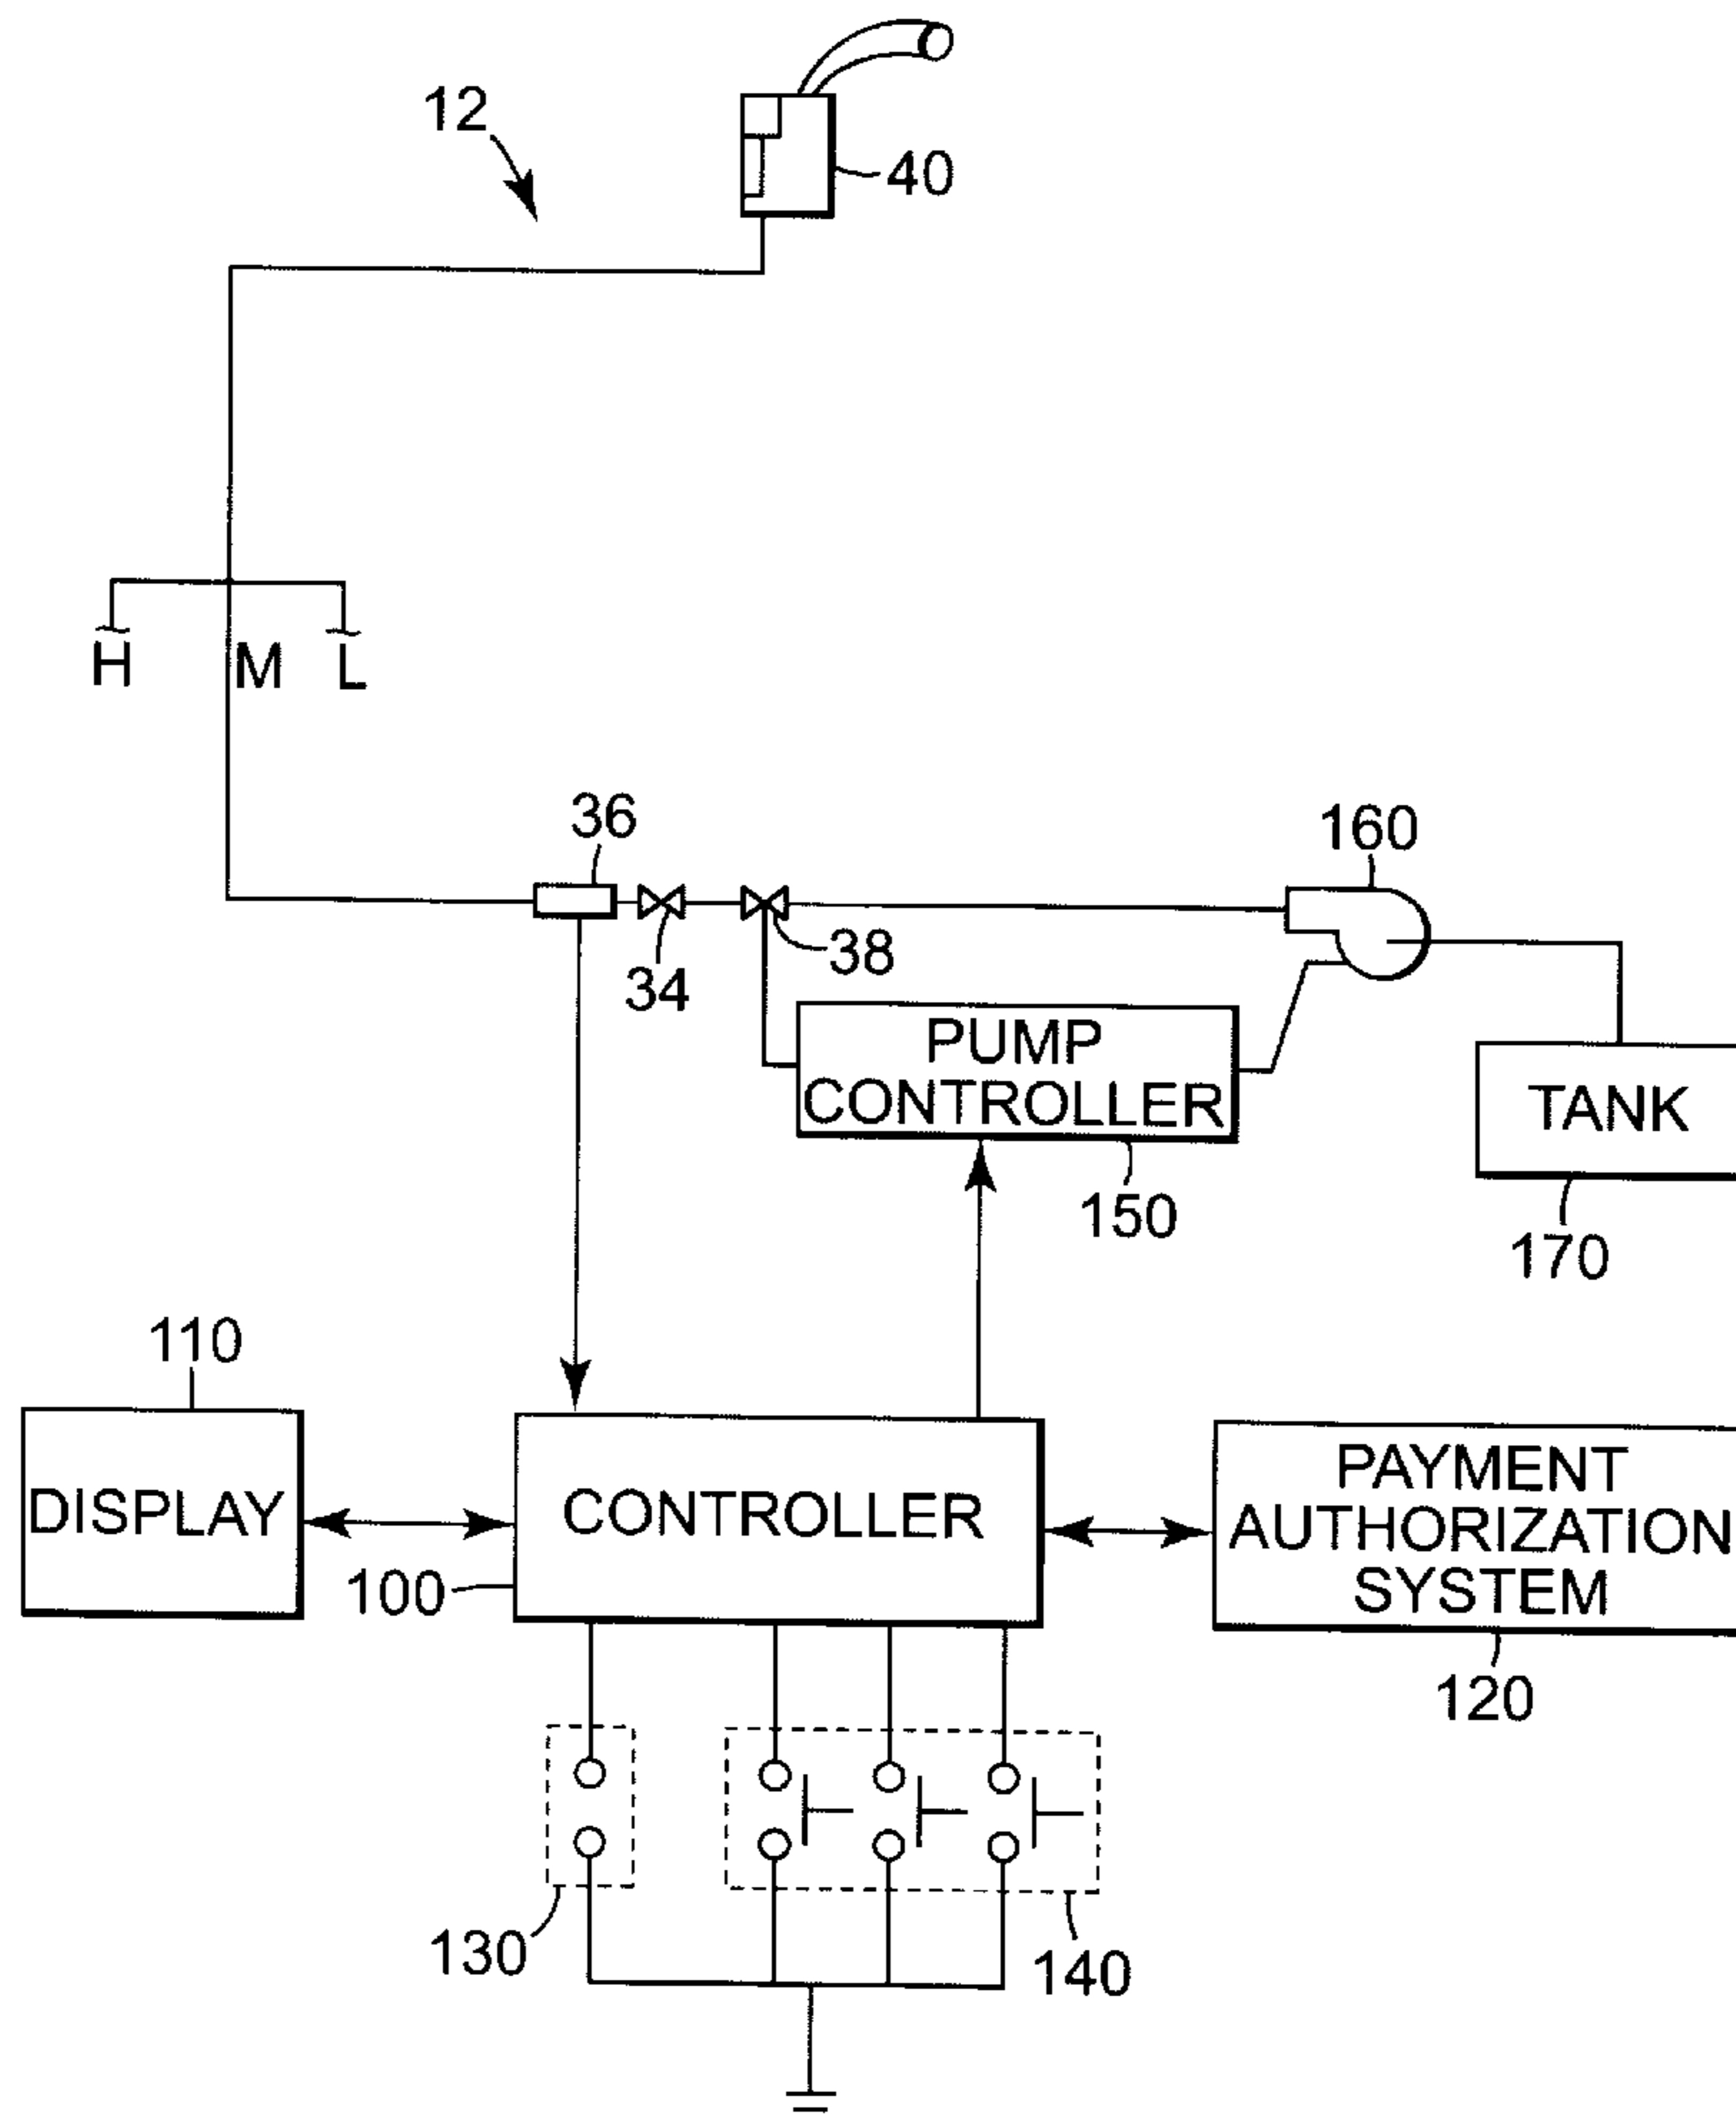 12
40
H M L
36
160
34
38
PUMP
CONTROLLER
TANK
150
170
110
DISPLAY
CONTROLLER
PAYMENT
AUTHORIZATION
SYSTEM
100
120
130
140